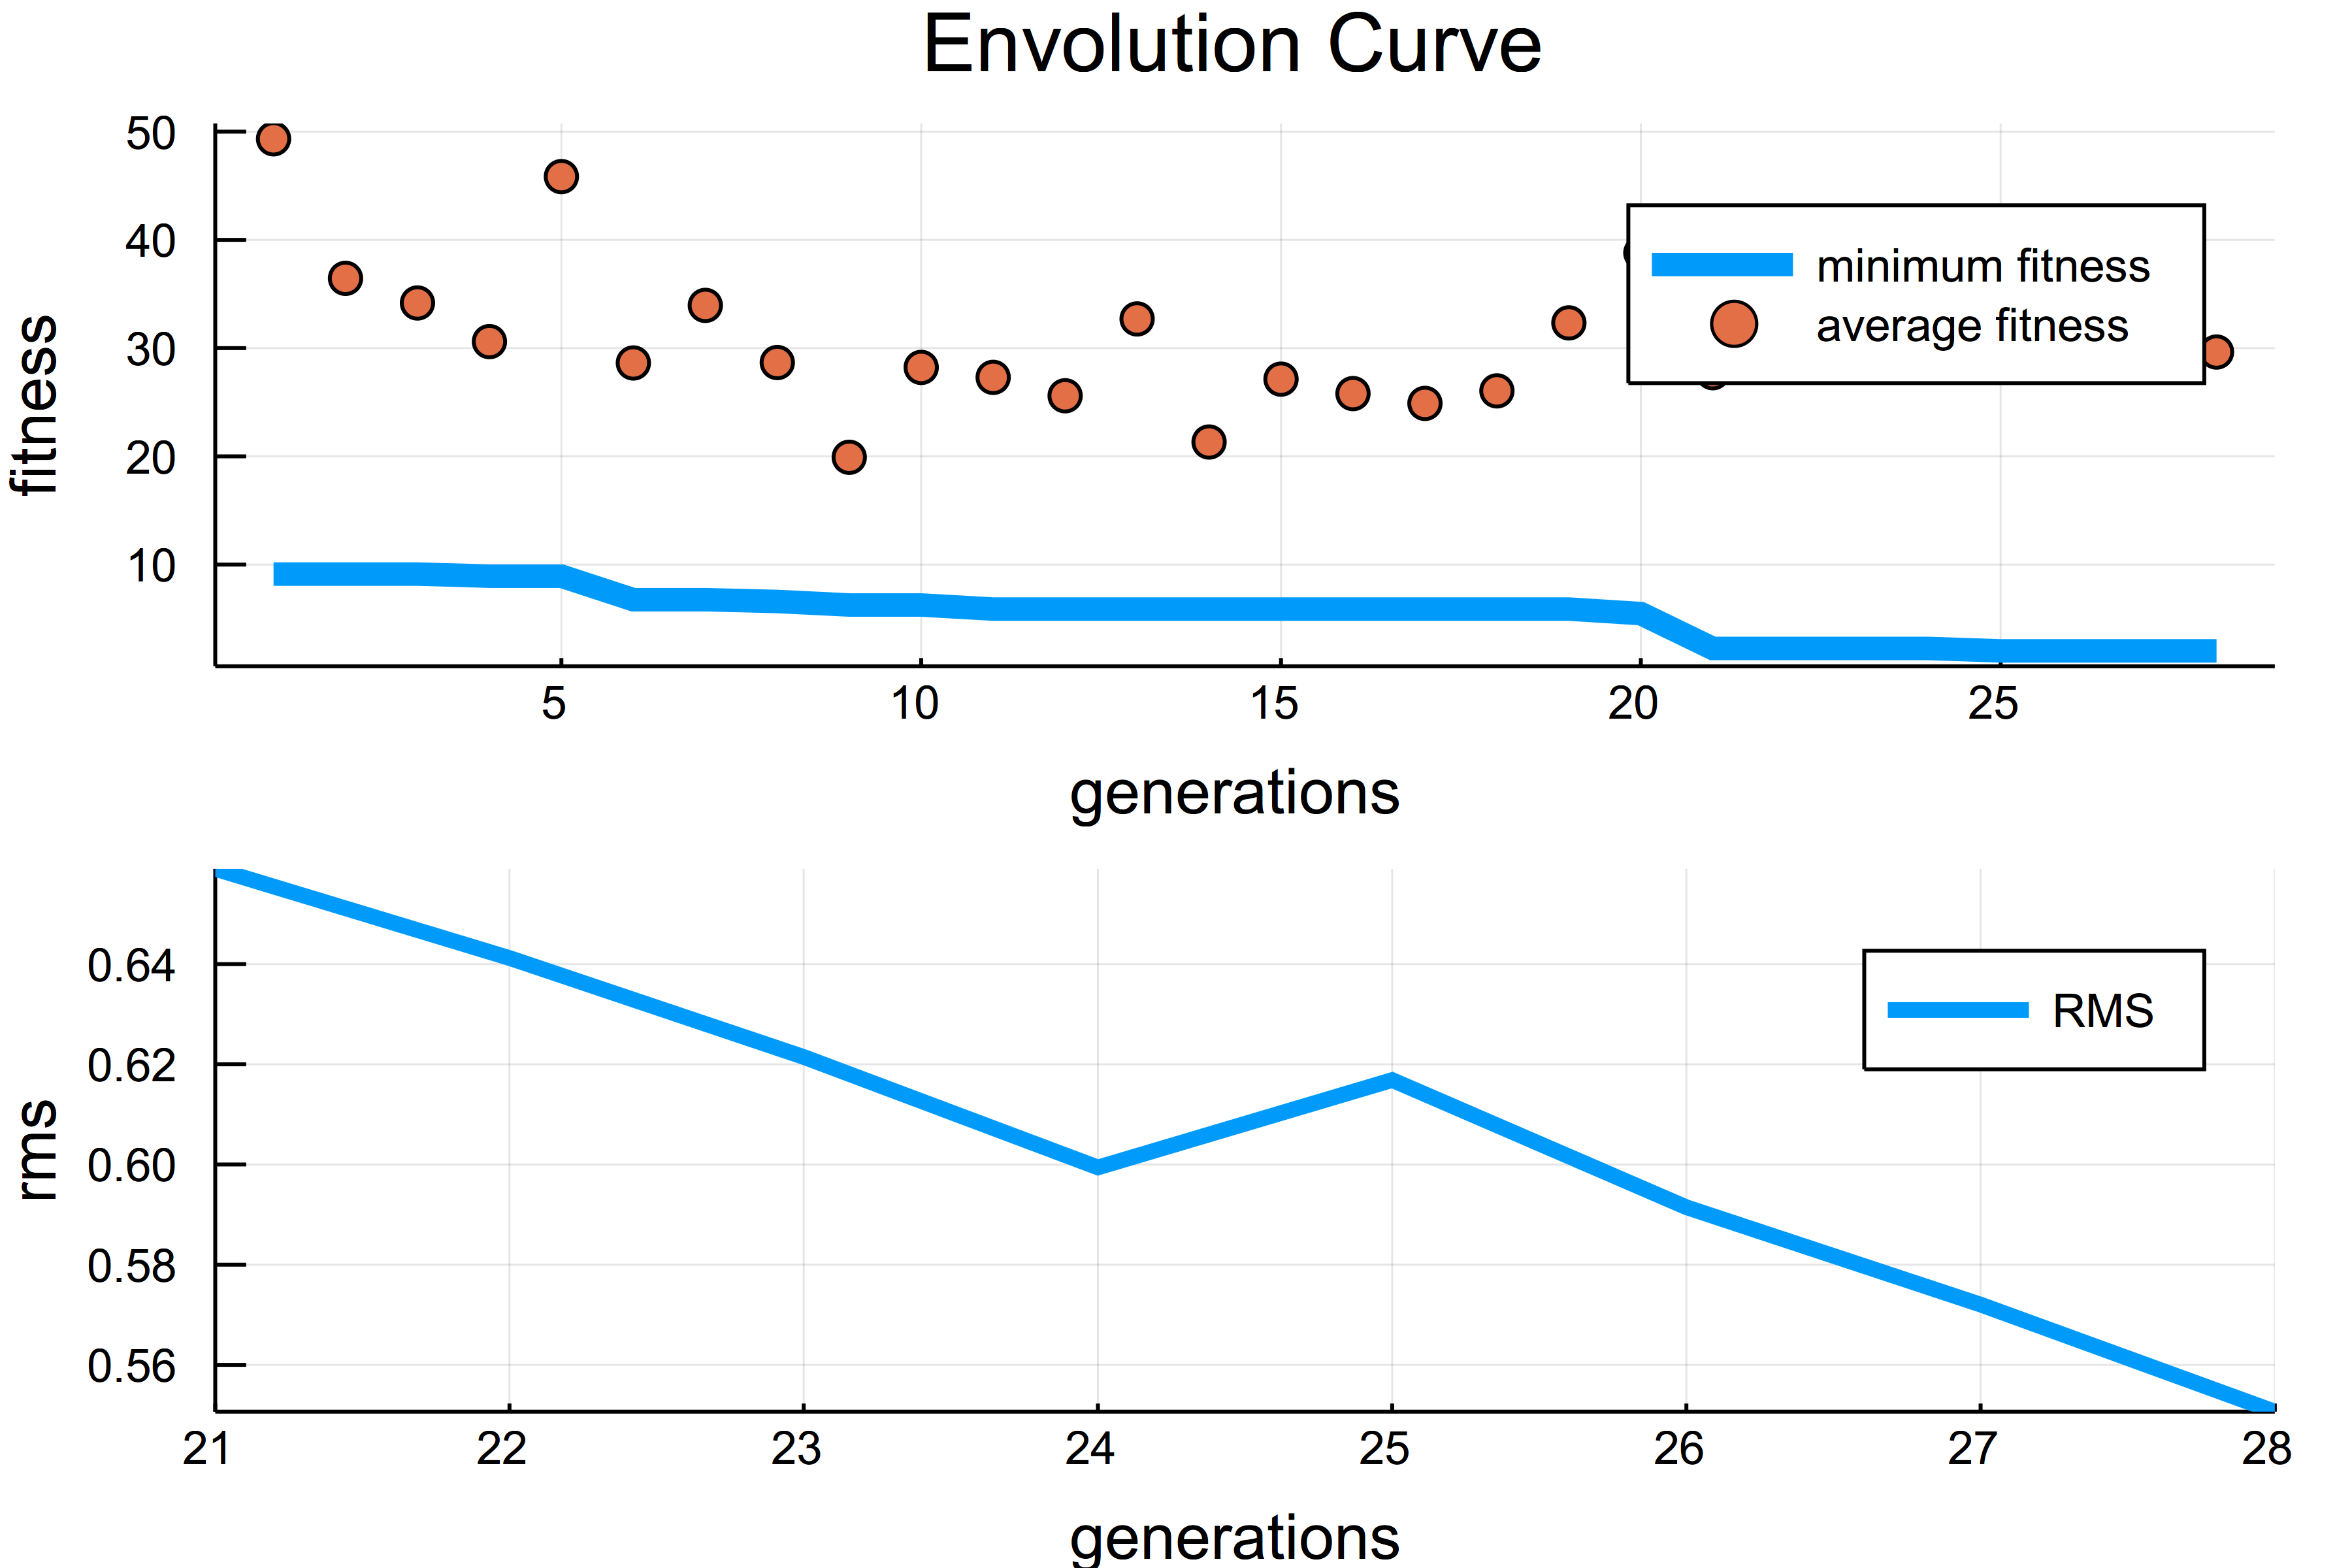 Envolution Curve
50
40
30
20
10
fitness
minimum fitness
average fitness
5 10 15 20 25
generations
0.64
0.62
0.60
0.58
0.56
rms
RMS
21 22 23 24 25 26 27 28
generations